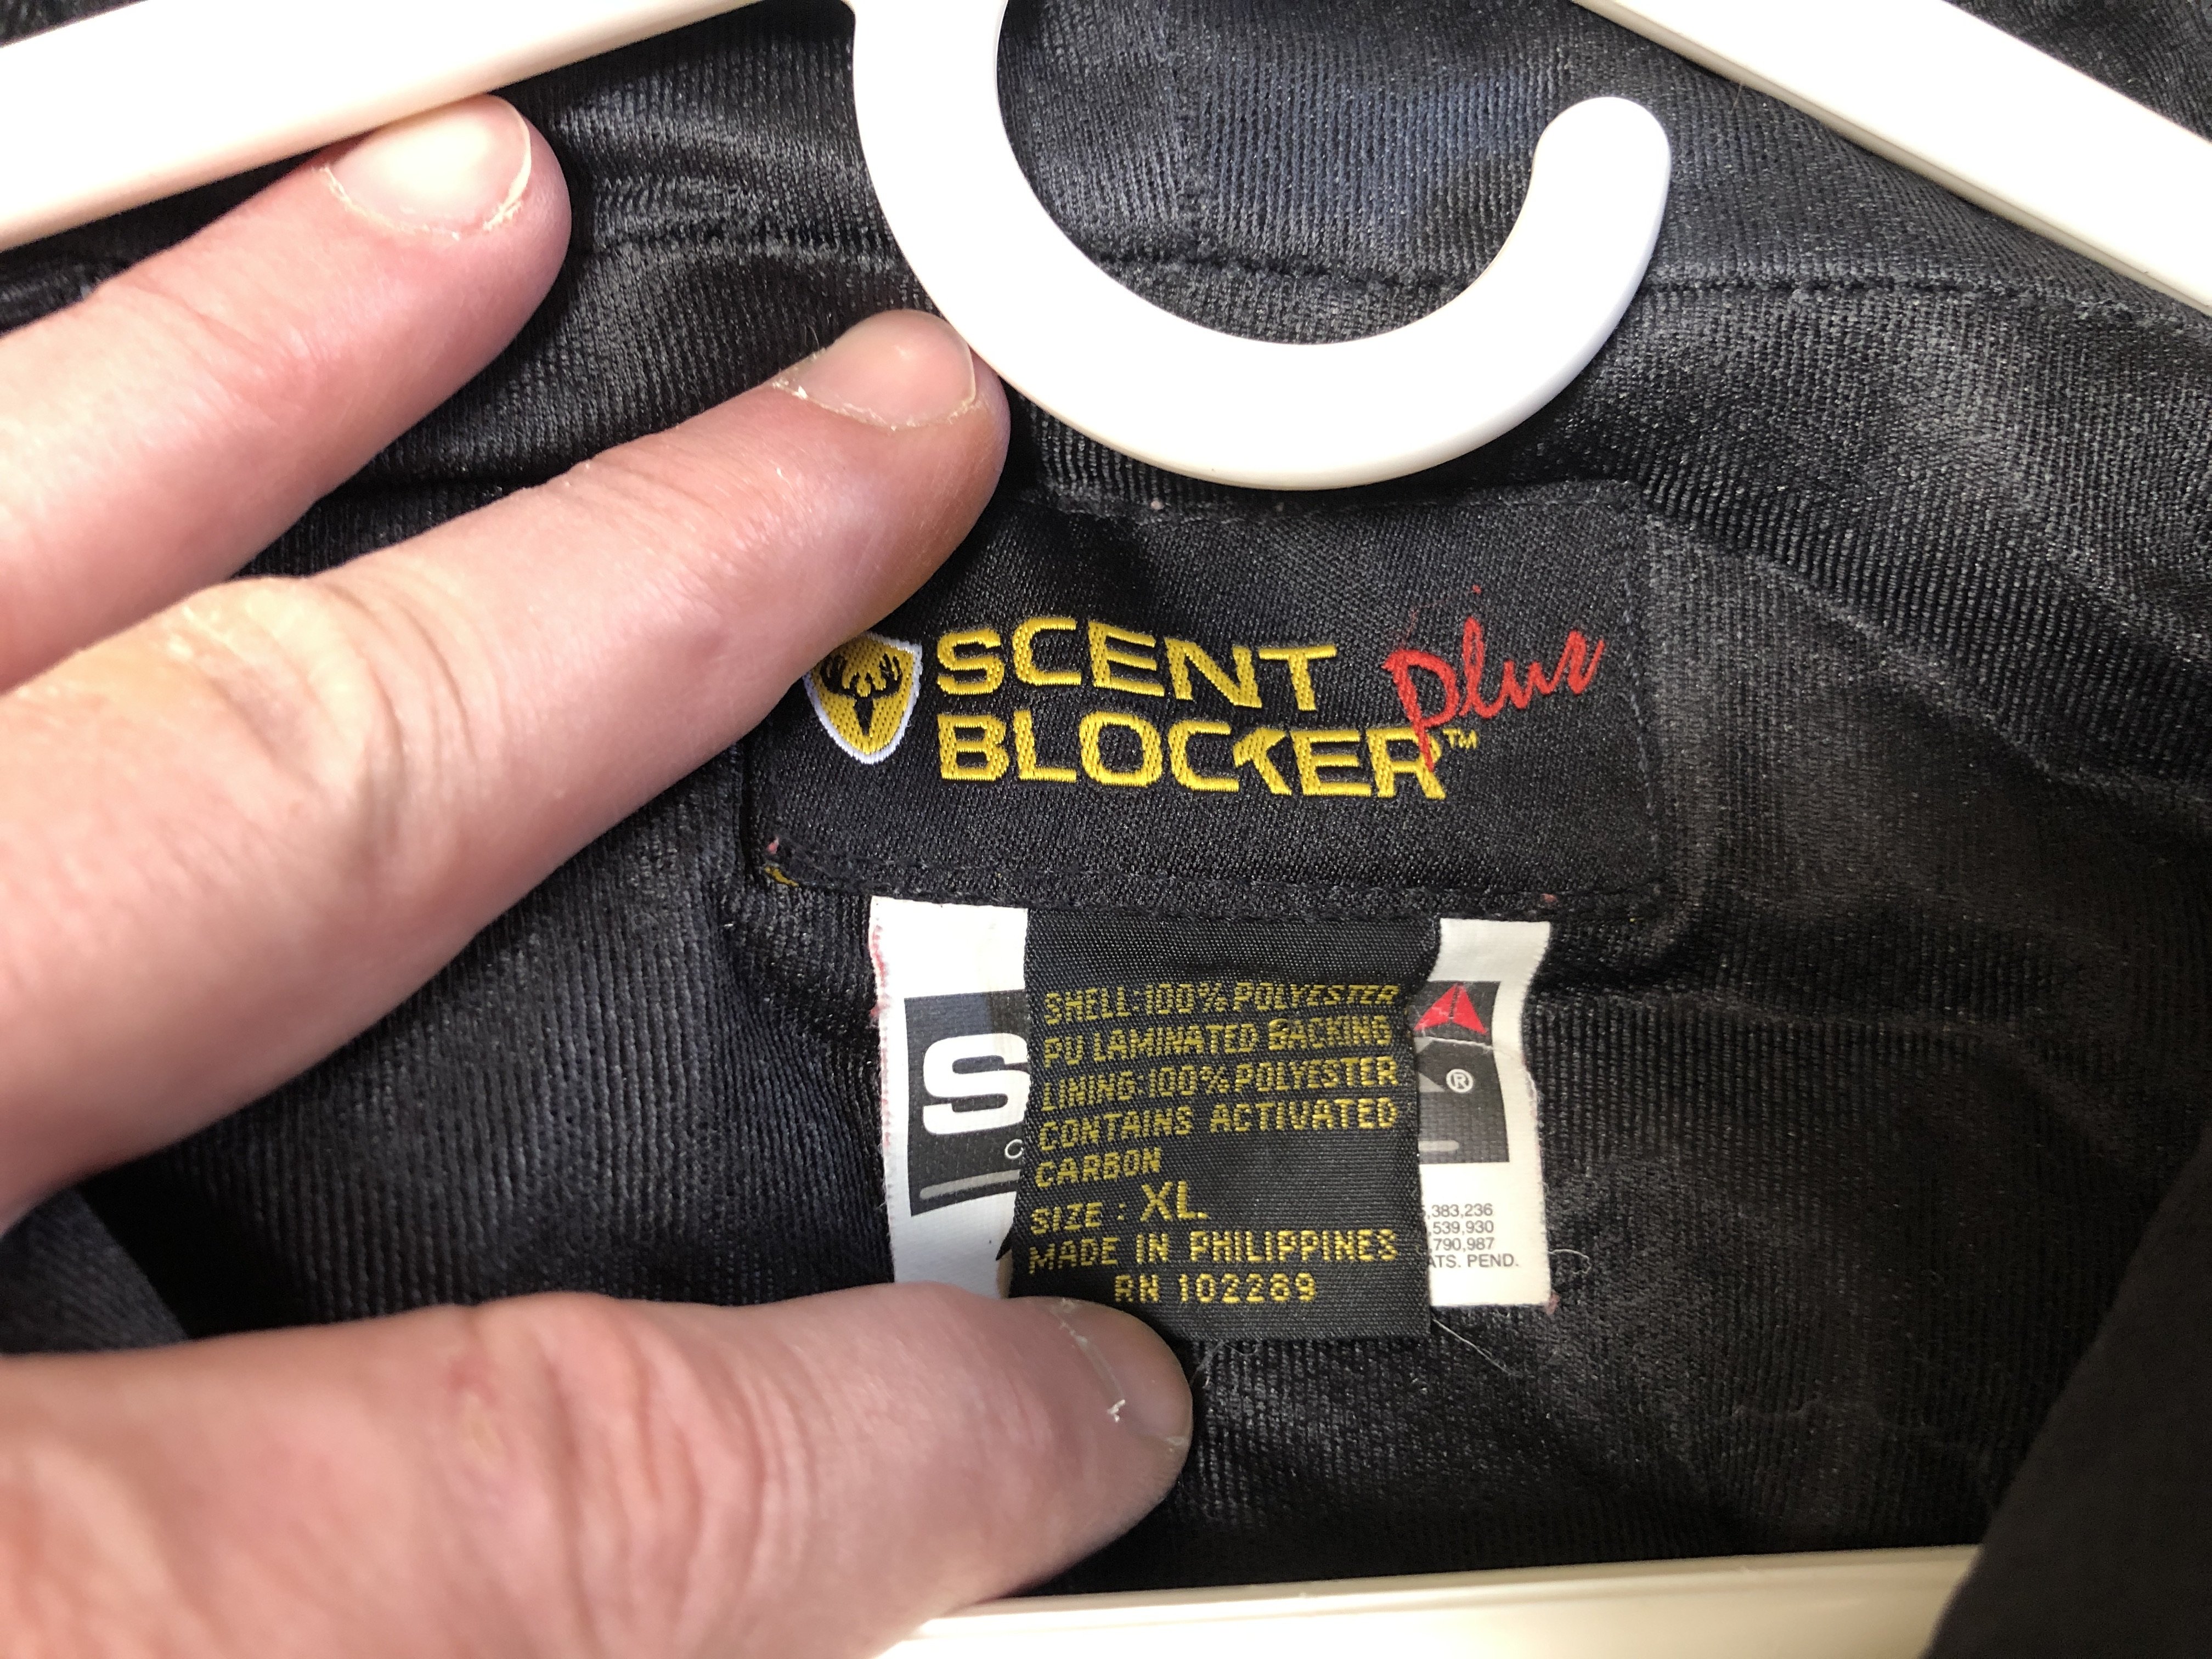 SCENT plus
BLOCKER™
SHELL:100% POLYESTER
PU LAMINATED BACKING
LINING:100% POLYESTER
CONTAINS ACTIVATED
CARBON
SIZE : XL
MADE IN PHILIPPINES
RN 102289
S
®
,383,236
,539,930
,790,987
PEND.